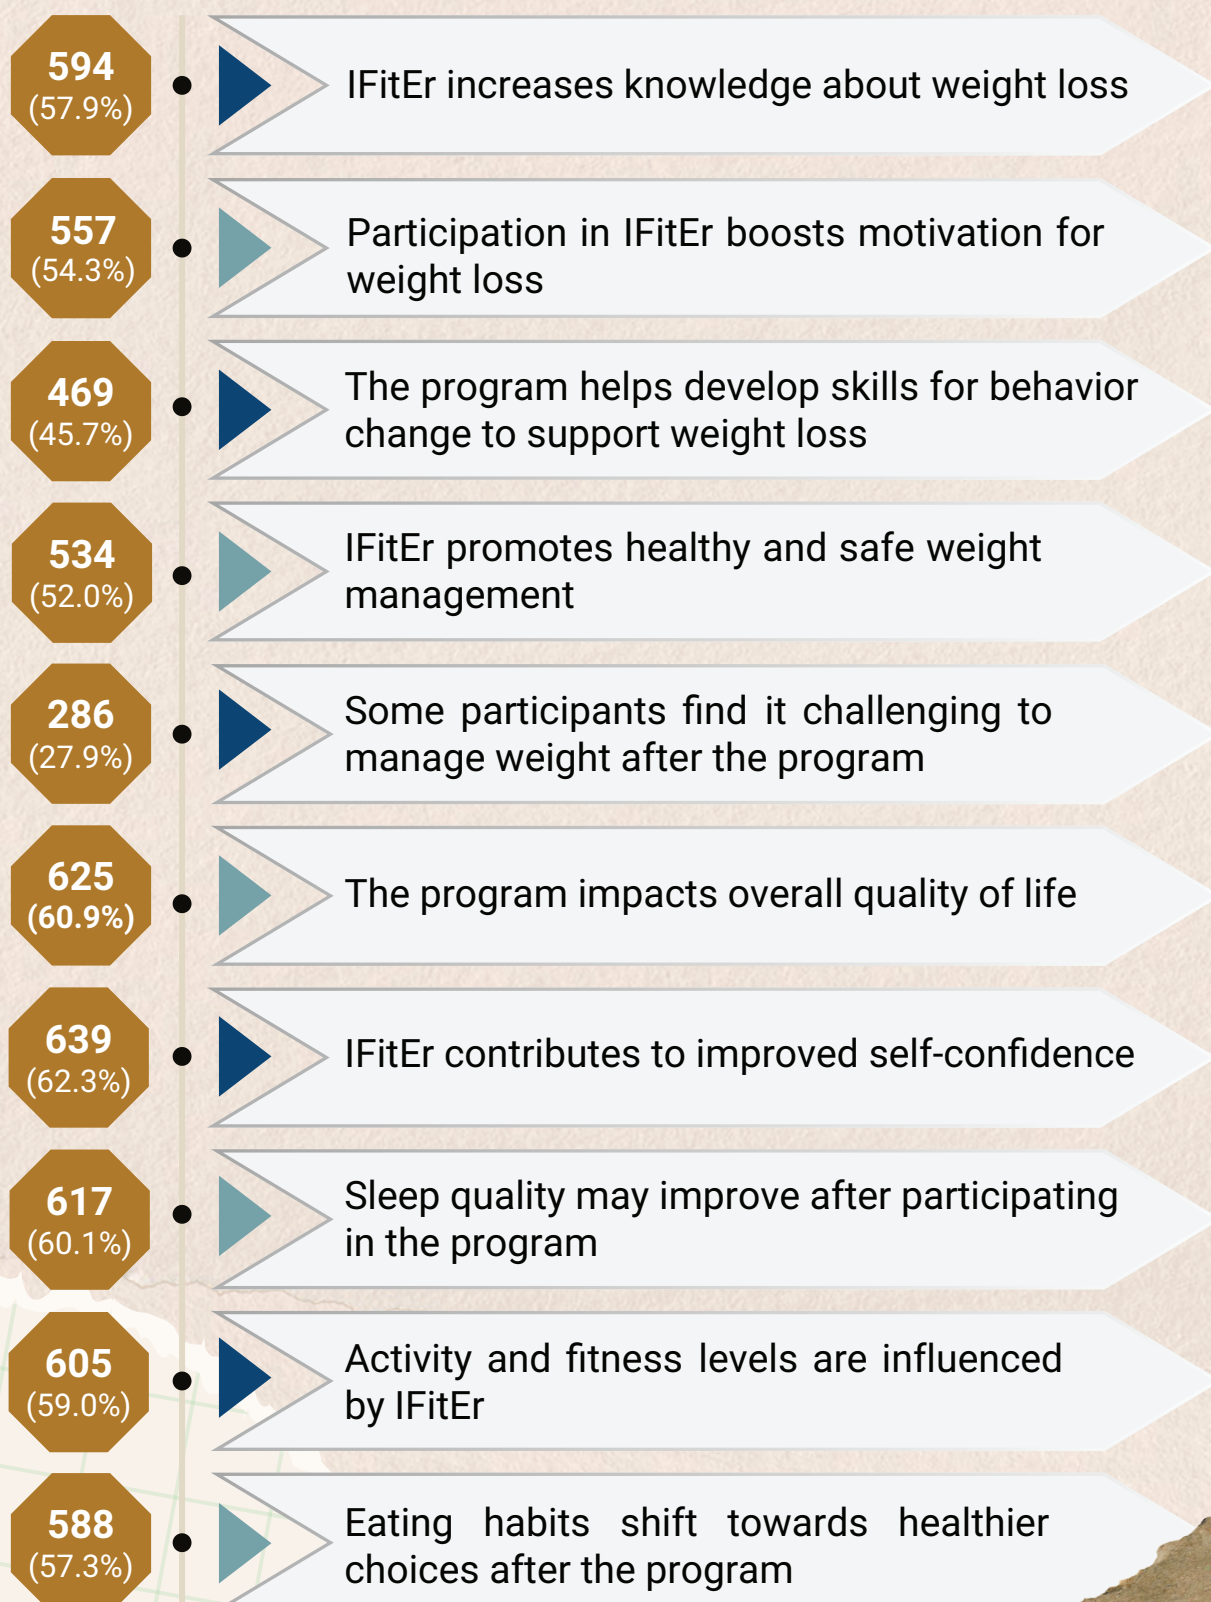 594
(57.9%)
IFitEr increases knowledge about weight loss
557
(54.3%)
Participation in IFitEr boosts motivation for
weight loss
469
(45.7%)
The program helps develop skills for behavior
change to support weight loss
534
(52.0%)
IFitEr promotes healthy and safe weight
management
286
(27.9%)
Some participants find it challenging to
manage weight after the program
625
(60.9%)
The program impacts overall quality of life
639
(62.3%)
IFitEr contributes to improved self-confidence
617
(60.1%)
Sleep quality may improve after participating
in the program
605
(59.0%)
Activity and fitness levels are influenced
by IFitEr
588
(57.3%)
Eating habits shift towards healthier
choices after the program